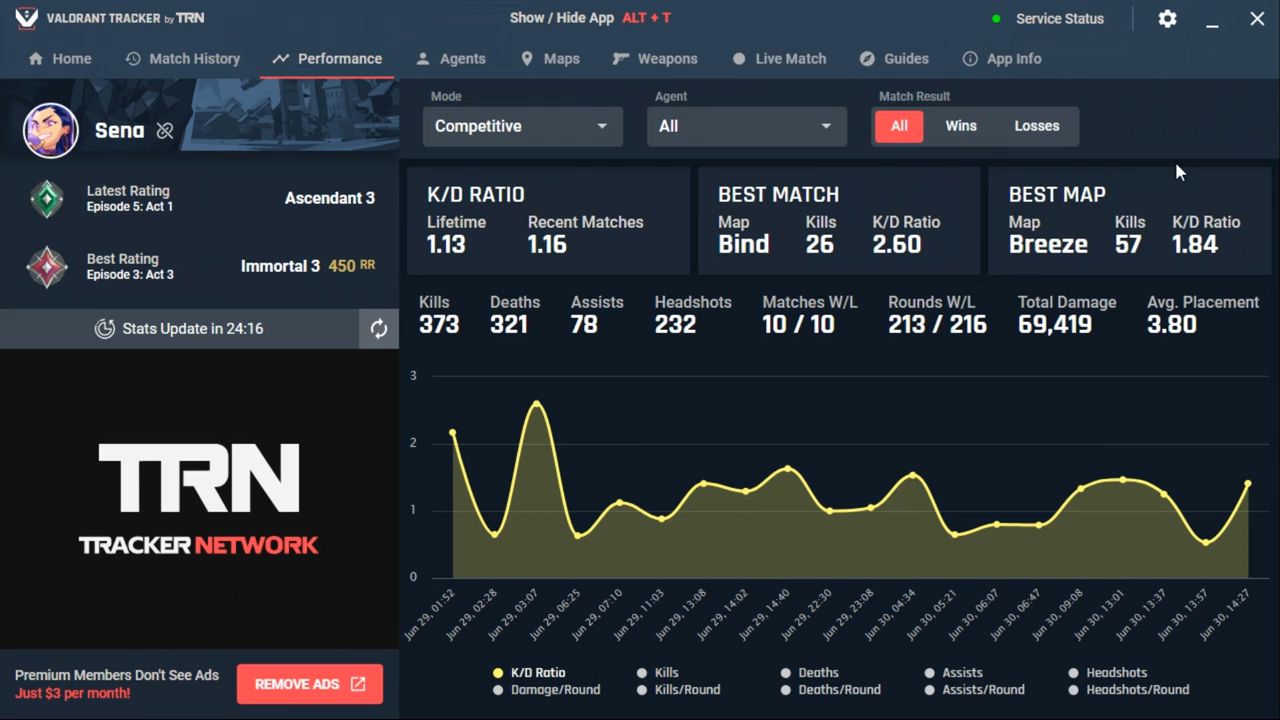 VALORANT TRACKER by TRN
Show / Hide App ALT + T
Service Status
Home
Match History
Performance
Agents
Maps
Weapons
Live Match
Guides
App Info
Sena
Latest Rating
Episode 5: Act 1
Ascendant 3
Best Rating
Episode 3: Act 3
Immortal 3 450 RR
Stats Update in 24:16
TRN
TRACKER NETWORK
Premium Members Don't See Ads
Just $3 per month!
REMOVE ADS
Mode
Competitive
Agent
All
Match Result
All Wins Losses
K/D RATIO
Lifetime Recent Matches
1.13 1.16
BEST MATCH
Map Kills K/D Ratio
Bind 26 2.60
BEST MAP
Map Kills K/D Ratio
Breeze 57 1.84
Kills Deaths Assists Headshots Matches W/L Rounds W/L Total Damage Avg. Placement
373 321 78 232 10 / 10 213 / 216 69,419 3.80
3
2
1
0
Jun 29, 01:52
Jun 29, 02:28
Jun 29, 03:07
Jun 29, 06:25
Jun 29, 07:10
Jun 29, 11:03
Jun 29, 13:08
Jun 29, 14:02
Jun 29, 14:40
Jun 29, 22:30
Jun 29, 23:08
Jun 30, 04:34
Jun 30, 05:21
Jun 30, 06:07
Jun 30, 06:47
Jun 30, 09:08
Jun 30, 13:01
Jun 30, 13:37
Jun 30, 13:57
Jun 30, 14:27
K/D Ratio Kills Deaths Assists Headshots
Damage/Round Kills/Round Deaths/Round Assists/Round Headshots/Round